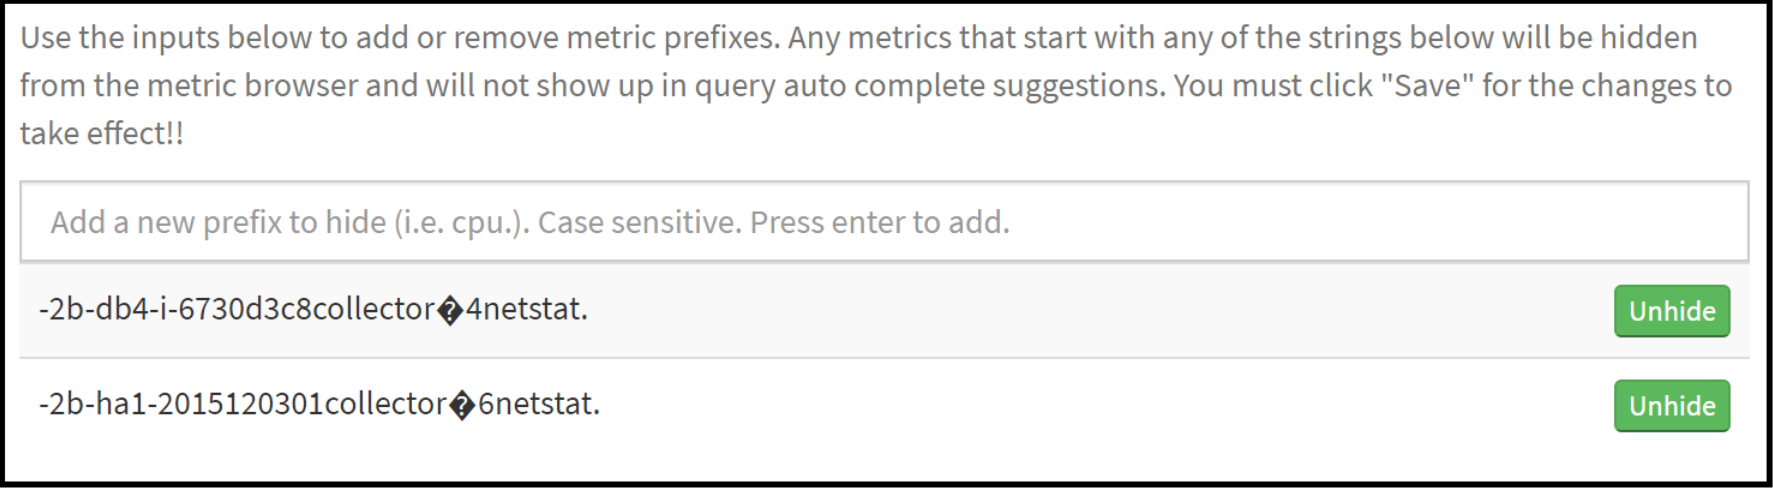 Use the inputs below to add or remove metric prefixes. Any metrics that start with any of the strings below will be hidden
from the metric browser and will not show up in query auto complete suggestions. You must click "Save" for the changes to
take effect!!
Add a new prefix to hide (i.e. cpu.). Case sensitive. Press enter to add.
-2b-db4-i-6730d3c8collector�4netstat.
Unhide
-2b-ha1-2015120301collector�6netstat.
Unhide